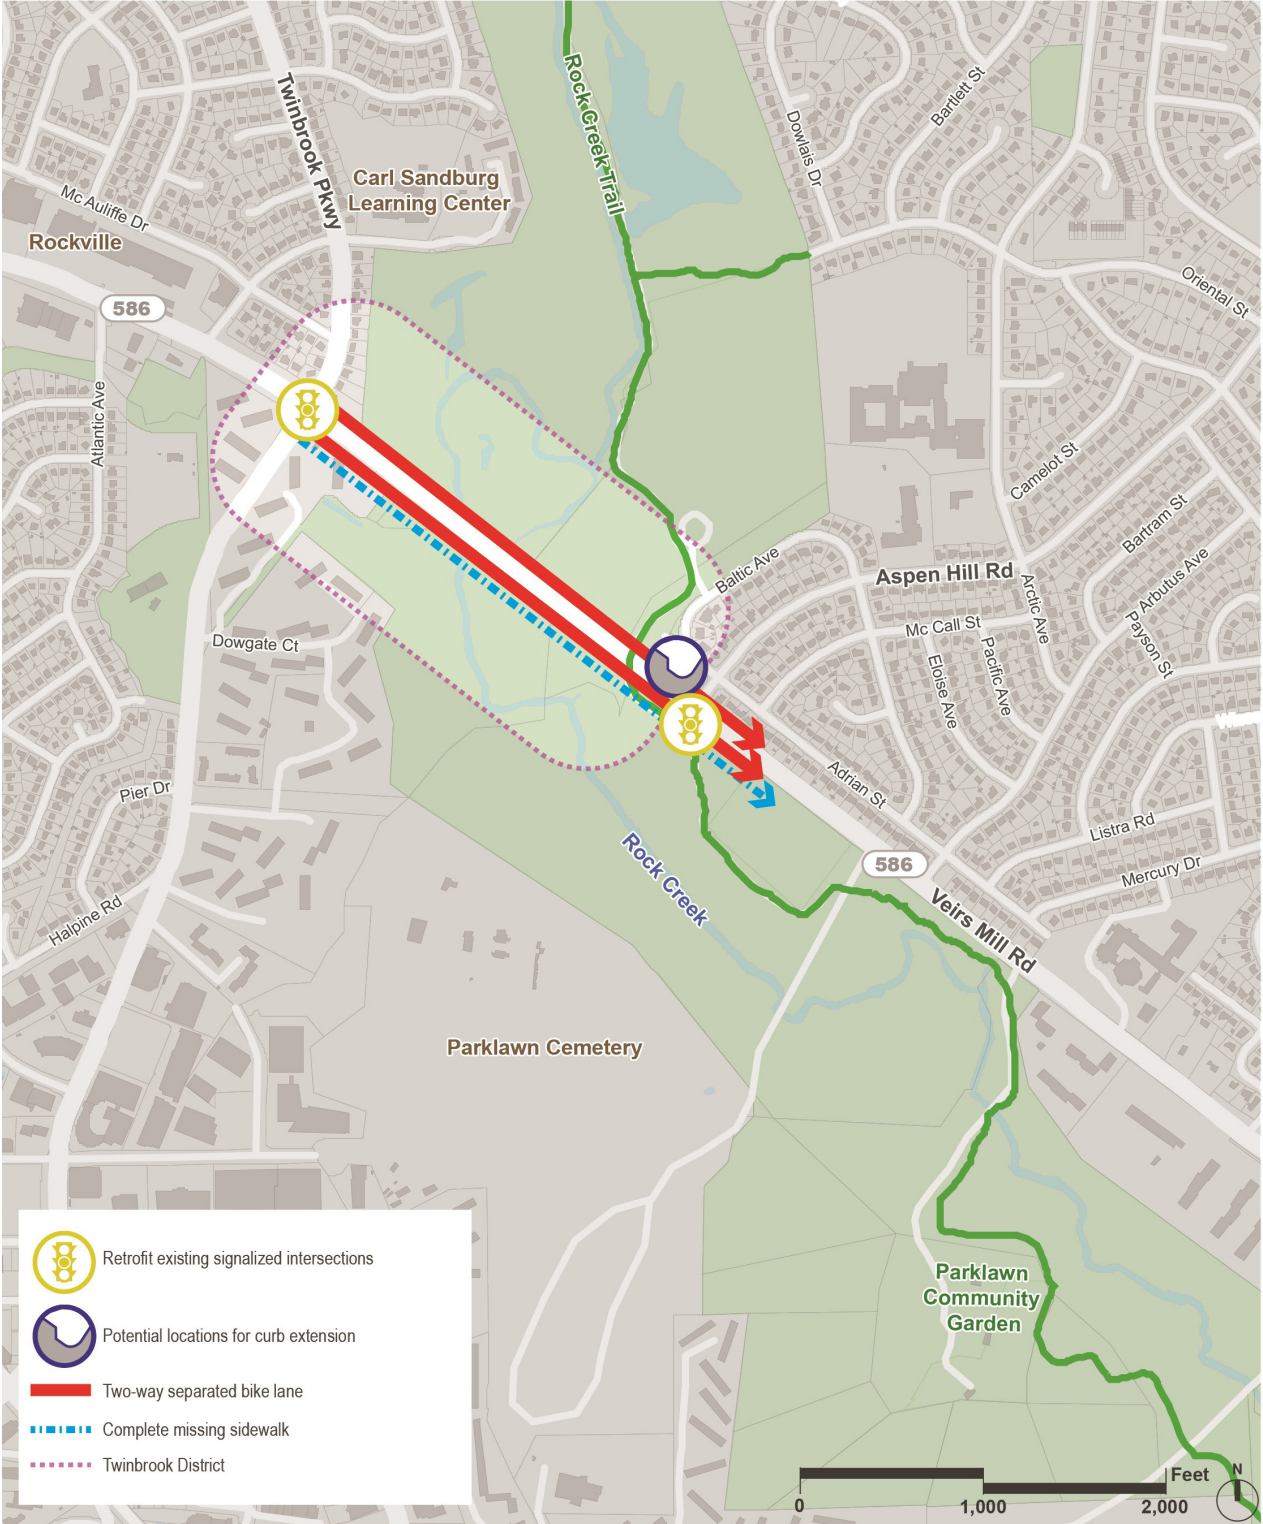 Rock Creek Trail
Twinbrook Pkwy
Bartlett St
Dowlais Dr
Carl Sandburg
Learning Center
Mc Auliffe Dr
Rockville
586
Oriental St
Atlantic Ave
Camelot St
Bartram St
Baltic Ave
Aspen Hill Rd
Arctic Ave
Arbutus Ave
Payson St
Mc Call St
Pacific Ave
Eloise Ave
Dowgate Ct
Pier Dr
Adrian St
Listra Rd
Mercury Dr
586
Rock Creek
Veirs Mill Rd
Halpine Rd
Parklawn Cemetery
Parklawn
Community
Garden
Retrofit existing signalized intersections
Potential locations for curb extension
Two-way separated bike lane
Complete missing sidewalk
Twinbrook District
Feet
N
0
1,000
2,000